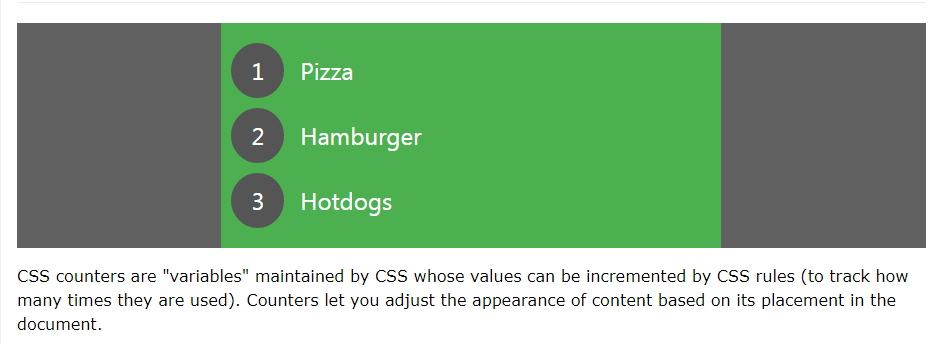 1 Pizza
2 Hamburger
3 Hotdogs
CSS counters are "variables" maintained by CSS whose values can be incremented by CSS rules (to track how
many times they are used). Counters let you adjust the appearance of content based on its placement in the
document.